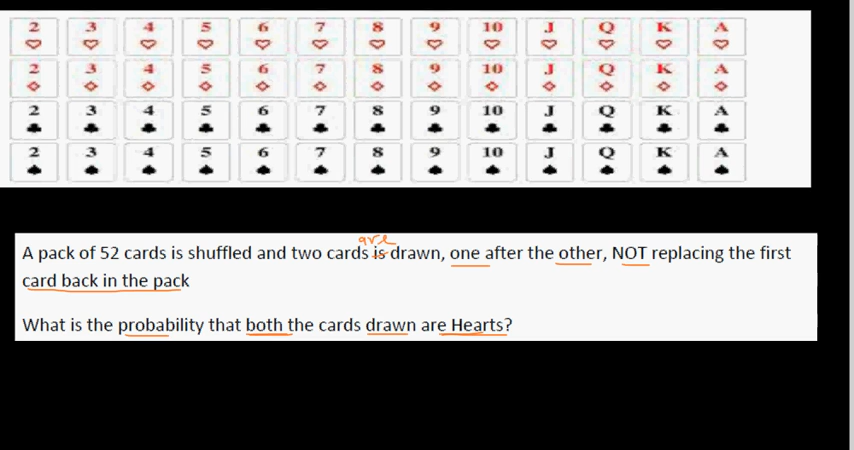 2 3 4 5 6 7 8 9 10 J Q K A
2 3 4 5 6 7 8 9 10 J Q K A
2 3 4 5 6 7 8 9 10 J Q K A
2 3 4 5 6 7 8 9 10 J Q K A
are
A pack of 52 cards is shuffled and two cards is drawn, one after the other, NOT replacing the first
card back in the pack
What is the probability that both the cards drawn are Hearts?